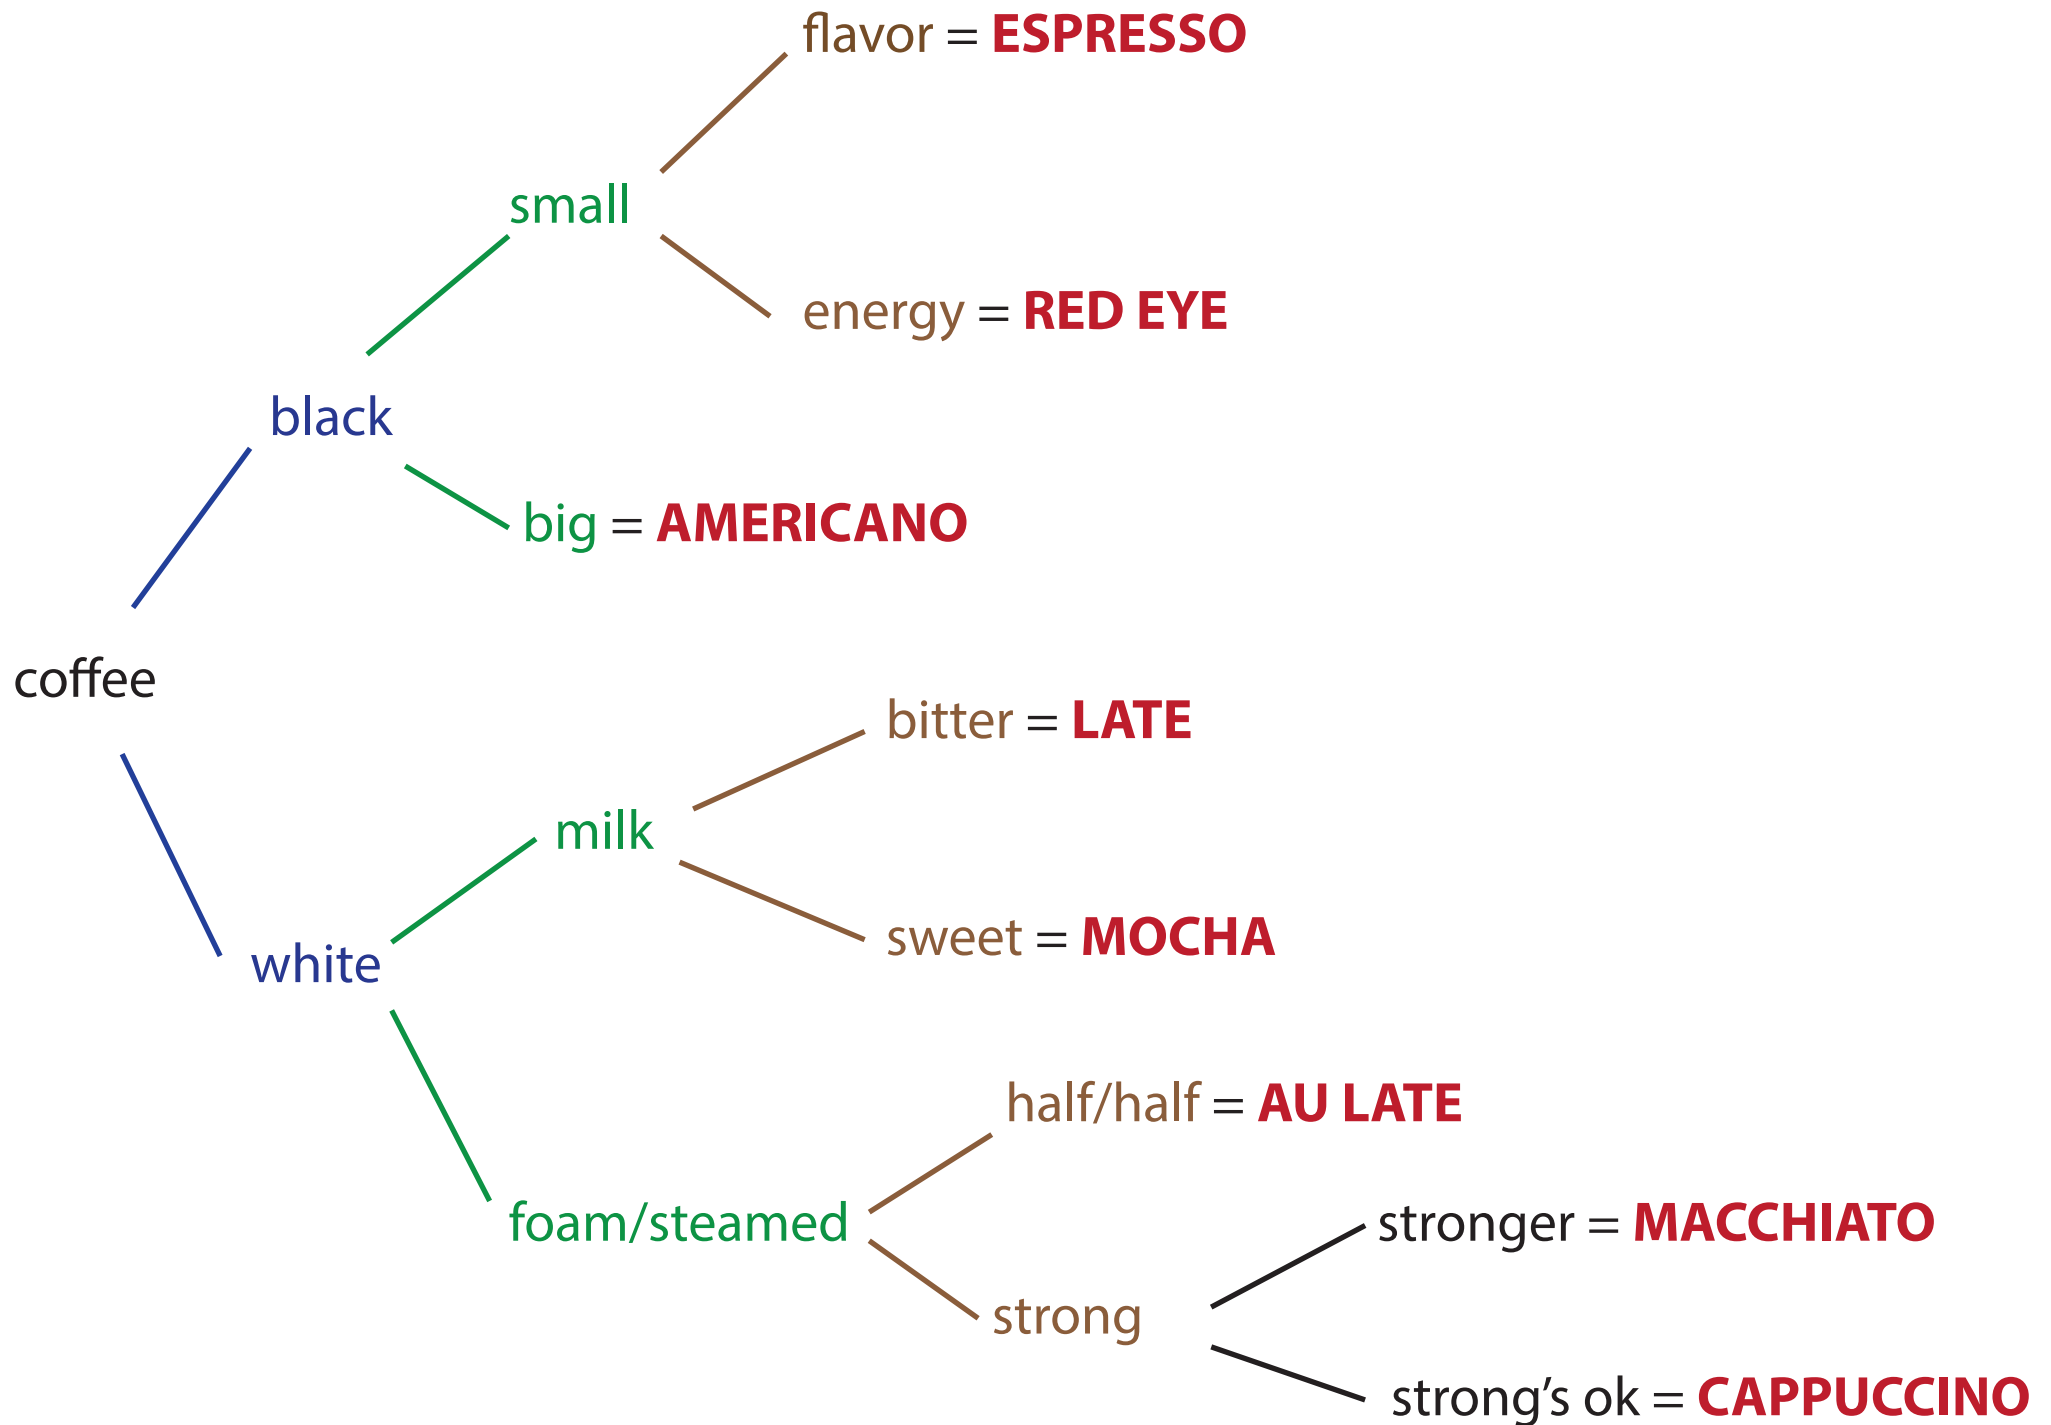 flavor = ESPRESSO
small
energy = RED EYE
black
big = AMERICANO
coffee
bitter = LATE
milk
sweet = MOCHA
white
half/half = AU LATE
foam/steamed
stronger = MACCHIATO
strong
strong’s ok = CAPPUCCINO